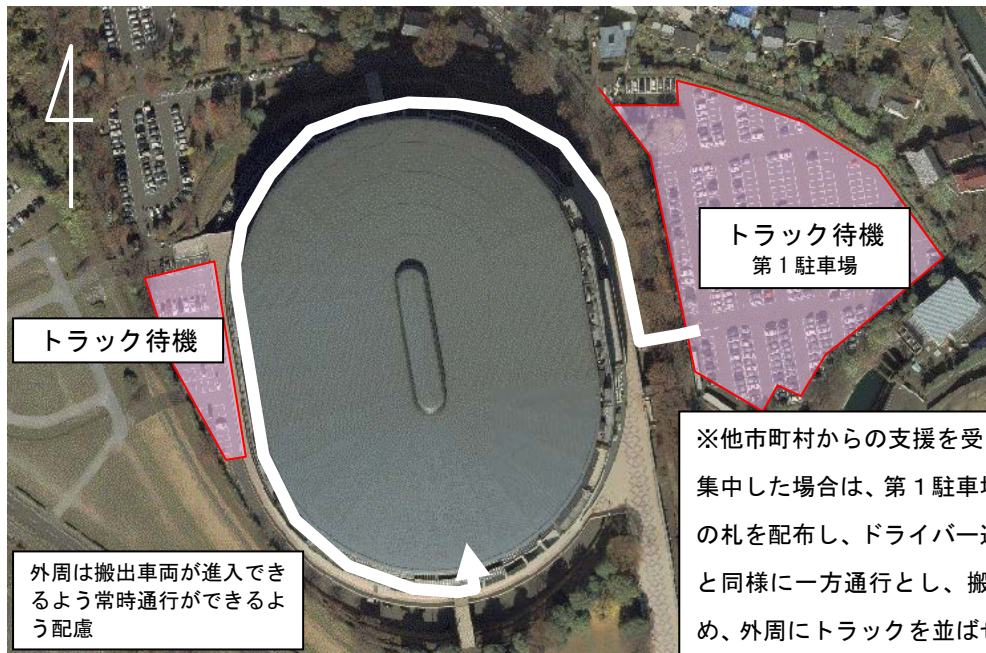 トラック待機
第１駐車場
トラック待機
※他市町村からの支援を受
集中した場合は、第１駐車場
の札を配布し、ドライバー
と同様に一方通行とし、搬
め、外周にトラックを並ば
外周は搬出車両が進入でき
るよう常時通行ができるよ
う配慮